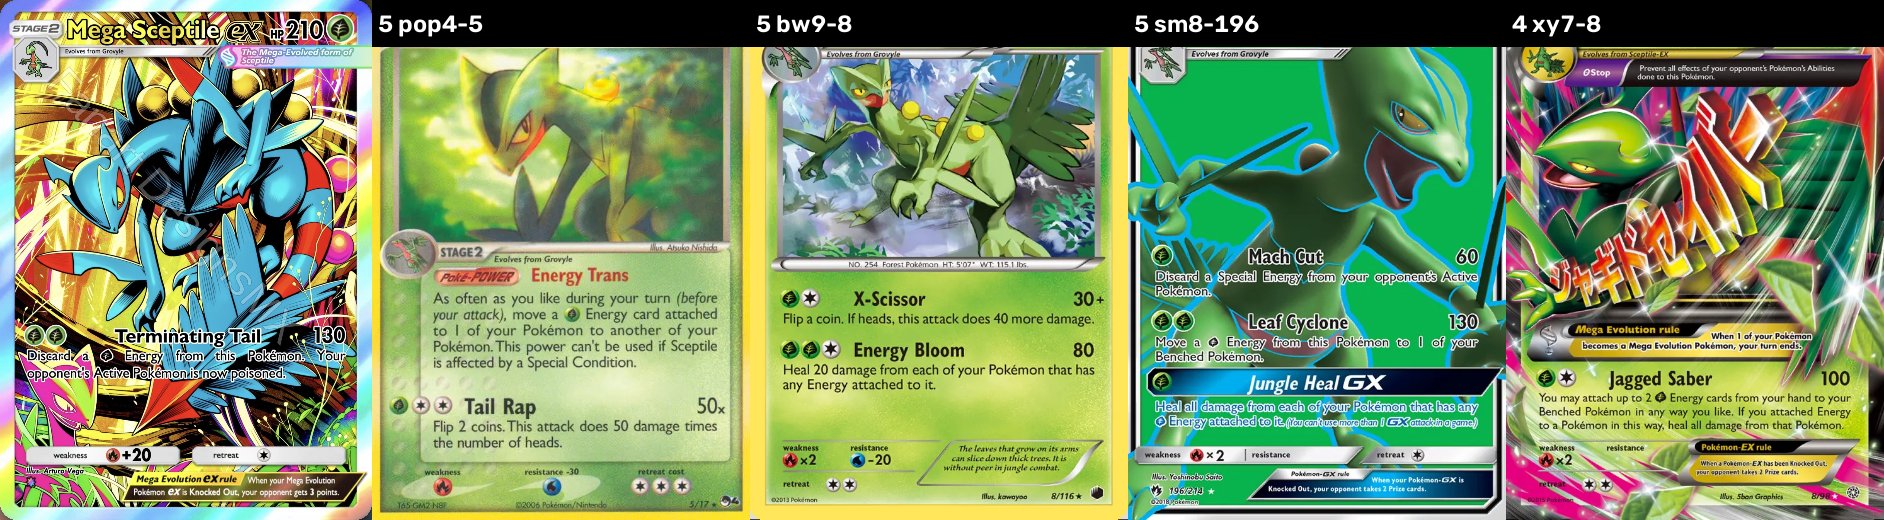 STAGE2 Mega Sceptile ex HP 210
Evolves from Grovyle
The Mega-Evolved form of
Sceptile
Terminating Tail 130
Discard a Energy from this Pokémon. Your
opponent's Active Pokémon is now poisoned.
weakness +20 retreat
Illus. Arturo Vega
Mega Evolution ex rule When your Mega Evolution
Pokémon ex is Knocked Out, your opponent gets 3 points.
5 pop4-5
Illus. Atsuko Nishida
STAGE2 Evolves from Grovyle
Poké-POWER Energy Trans
As often as you like during your turn (before
your attack), move a Energy card attached
to 1 of your Pokémon to another of your
Pokémon. This power can't be used if Sceptile
is affected by a Special Condition.
Tail Rap 50x
Flip 2 coins. This attack does 50 damage times
the number of heads.
weakness resistance -30 retreat cost
©2006 Pokémon/Nintendo 5/17
5 bw9-8
Evolves from Grovyle
NO. 254 Forest Pokémon HT: 5'07" WT: 115.1 lbs.
X-Scissor 30+
Flip a coin. If heads, this attack does 40 more damage.
Energy Bloom 80
Heal 20 damage from each of your Pokémon that has
any Energy attached to it.
weakness resistance
×2 -20
retreat
The leaves that grow on its arms
can slice down thick trees. It is
without peer in jungle combat.
©2013 Pokémon Illus. kawayoo 8/116
5 sm8-196
Evolves from Grovyle
Mach Cut 60
Discard a Special Energy from your opponent's Active
Pokémon.
Leaf Cyclone 130
Move a Energy from this Pokémon to 1 of your
Benched Pokémon.
Jungle Heal GX
Heal all damage from each of your Pokémon that has any
Energy attached to it. (You can't use more than 1 GX attack in a game.)
weakness ×2 resistance retreat
Illus. Yoshinobu Saito
196/214
©2018 Pokémon
Pokémon-GX rule When your Pokémon-GX is
Knocked Out, your opponent takes 2 Prize cards.
4 xy7-8
Evolves from Sceptile-EX
θStop Prevent all effects of your opponent's Pokémon's Abilities
done to this Pokémon.
ジャギドセイバー
Mega Evolution rule When 1 of your Pokémon
becomes a Mega Evolution Pokémon, your turn ends.
Jagged Saber 100
You may attach up to 2 Energy cards from your hand to your
Benched Pokémon in any way you like. If you attached Energy
to a Pokémon in this way, heal all damage from that Pokémon.
weakness resistance
×2
retreat
Pokémon-EX rule
When a Pokémon-EX has been Knocked Out,
your opponent takes 2 Prize cards.
©2015 Pokémon Illus. 5ban Graphics 8/98